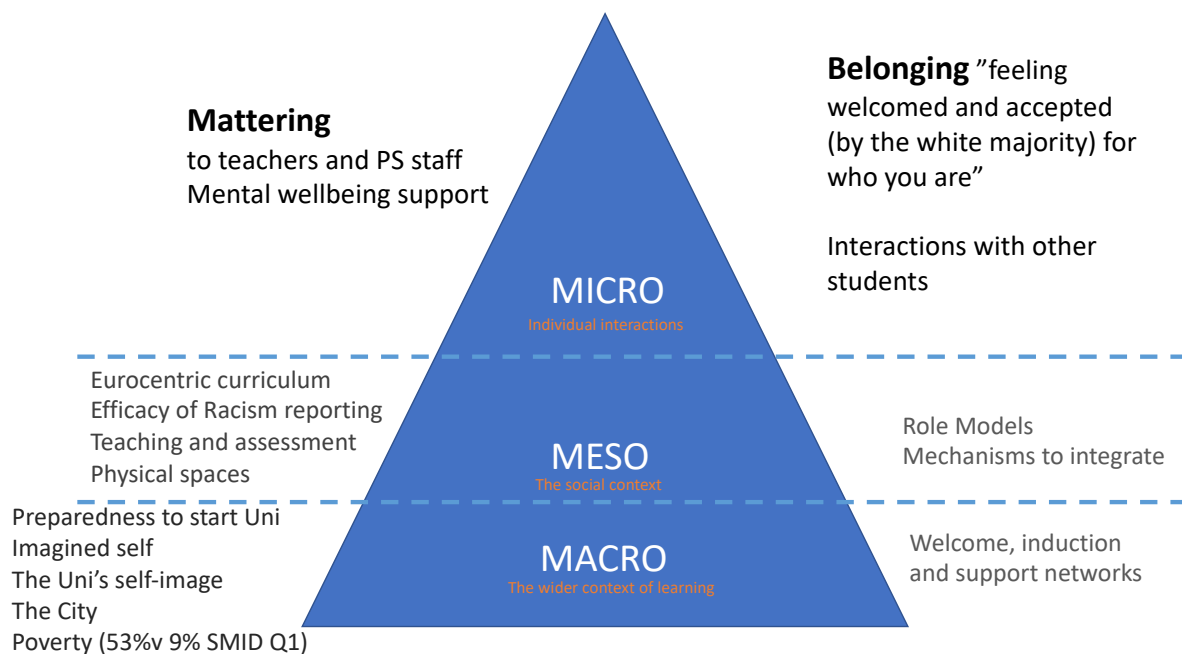 Mattering
to teachers and PS staff
Mental wellbeing support
Belonging ”feeling
welcomed and accepted
(by the white majority) for
who you are”
Interactions with other
students
MICRO
Individual interactions
Eurocentric curriculum
Efficacy of Racism reporting
Teaching and assessment
Physical spaces
MESO
The social context
Role Models
Mechanisms to integrate
Preparedness to start Uni
Imagined self
The Uni’s self-image
The City
Poverty (53%v 9% SMID Q1)
MACRO
The wider context of learning
Welcome, induction
and support networks